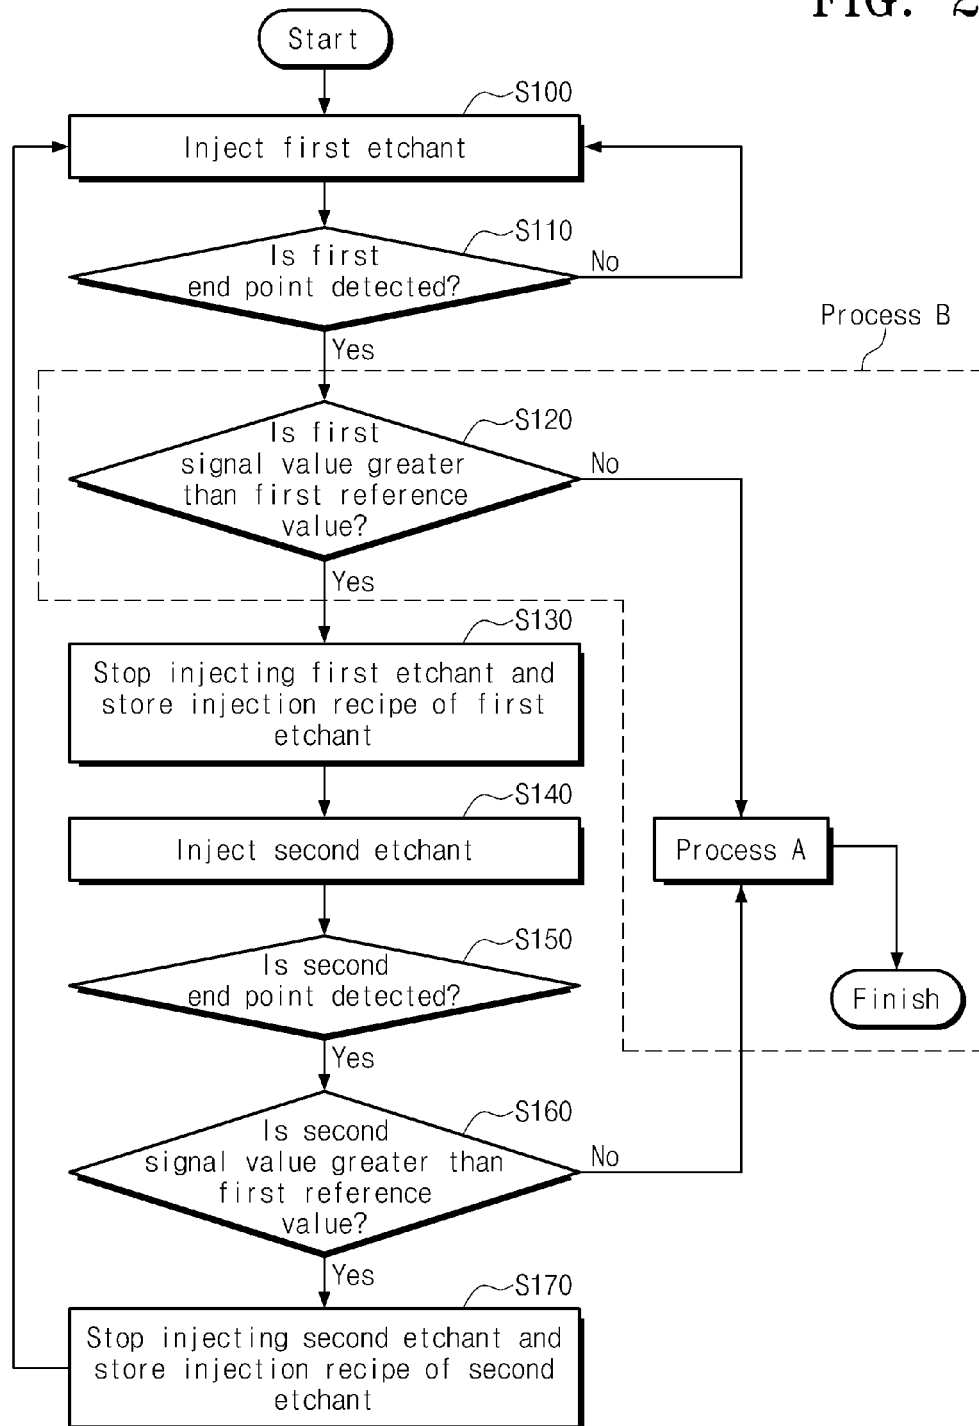 FIG. 2
Start
S100
Inject first etchant
S110
Is first
end point detected?
No
Yes
Process B
S120
Is first
signal value greater
than first reference
value?
No
Yes
S130
Stop injecting first etchant and
store injection recipe of first
etchant
S140
Inject second etchant
Process A
S150
Is second
end point detected?
Finish
Yes
S160
Is second
signal value greater than
first reference
value?
No
Yes
S170
Stop injecting second etchant and
store injection recipe of second
etchant